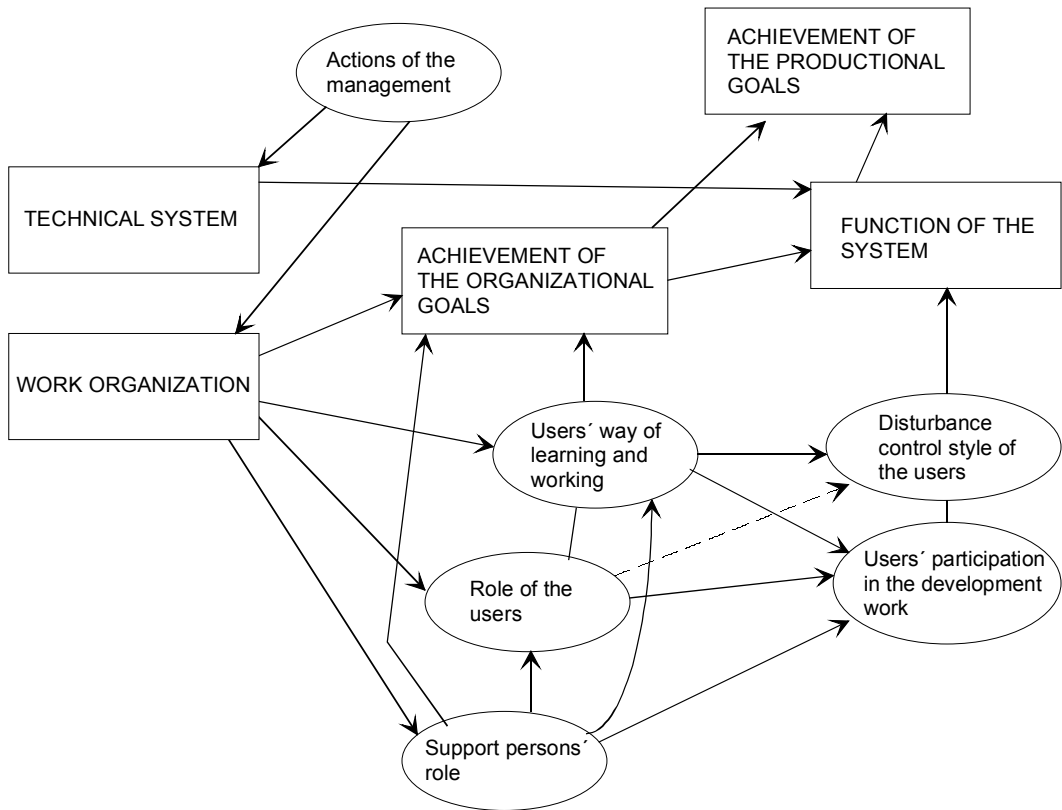 Actions of the
management
ACHIEVEMENT OF
THE PRODUCTIONAL
GOALS
TECHNICAL SYSTEM
FUNCTION OF THE
SYSTEM
ACHIEVEMENT OF
THE ORGANIZATIONAL
GOALS
WORK ORGANIZATION
Users´ way of
learning and
working
Disturbance
control style of
the users
Role of the
users
Users´ participation
in the development
work
Support persons´
role